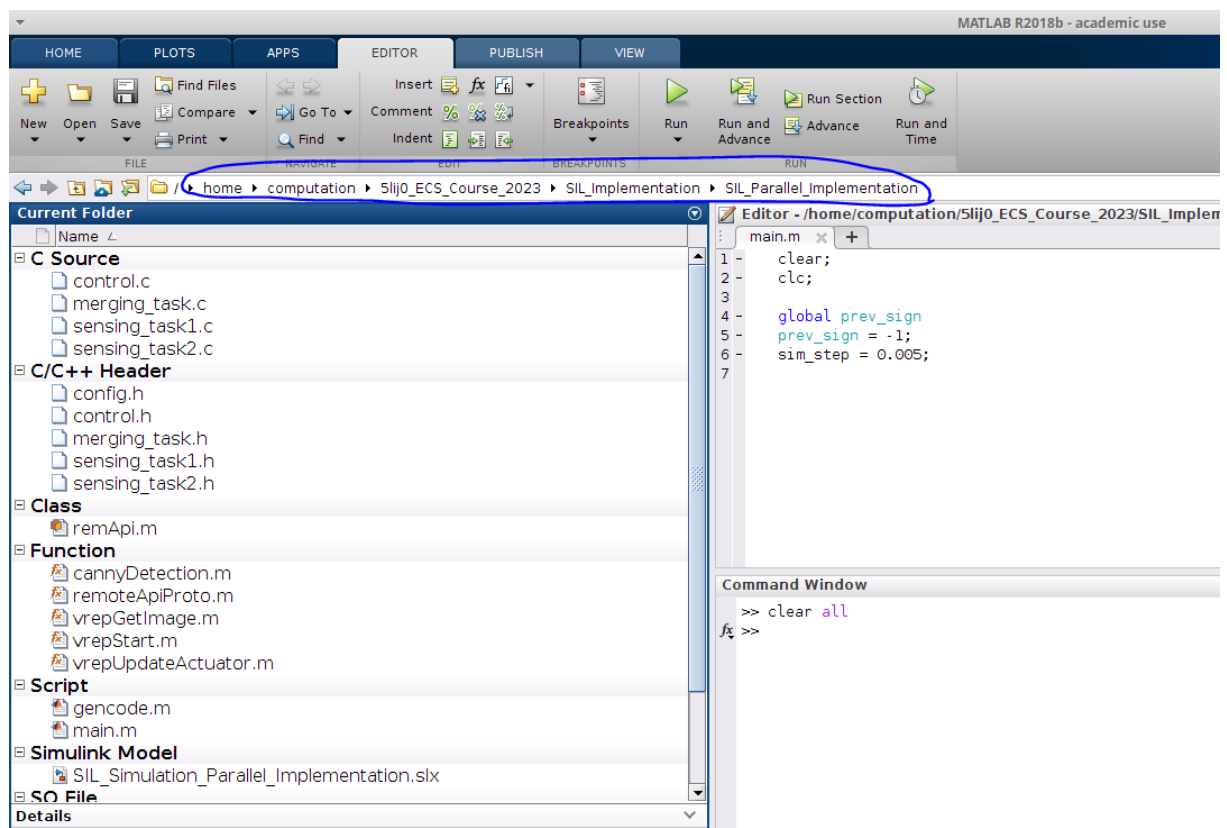 MATLAB R2018b - academic use
HOME PLOTS APPS EDITOR PUBLISH VIEW
New Open Save Find Files Compare Print
Go To Find
Insert fx
Comment %
Indent
Breakpoints
Run
Run and Advance
Run Section
Advance
Run and Time
FILE NAVIGATE EDIT BREAKPOINTS RUN
/ home computation 5lij0_ECS_Course_2023 SIL_Implementation SIL_Parallel_Implementation
Current Folder
Name
C Source
control.c
merging_task.c
sensing_task1.c
sensing_task2.c
C/C++ Header
config.h
control.h
merging_task.h
sensing_task1.h
sensing_task2.h
Class
remApi.m
Function
cannyDetection.m
remoteApiProto.m
vrepGetImage.m
vrepStart.m
vrepUpdateActuator.m
Script
gencode.m
main.m
Simulink Model
SIL_Simulation_Parallel_Implementation.slx
SO File
Details
Editor - /home/computation/5lij0_ECS_Course_2023/SIL_Implem
main.m +
1 - clear;
2 - clc;
3
4 - global prev_sign
5 - prev_sign = -1;
6 - sim_step = 0.005;
7
Command Window
>> clear all
fx >>